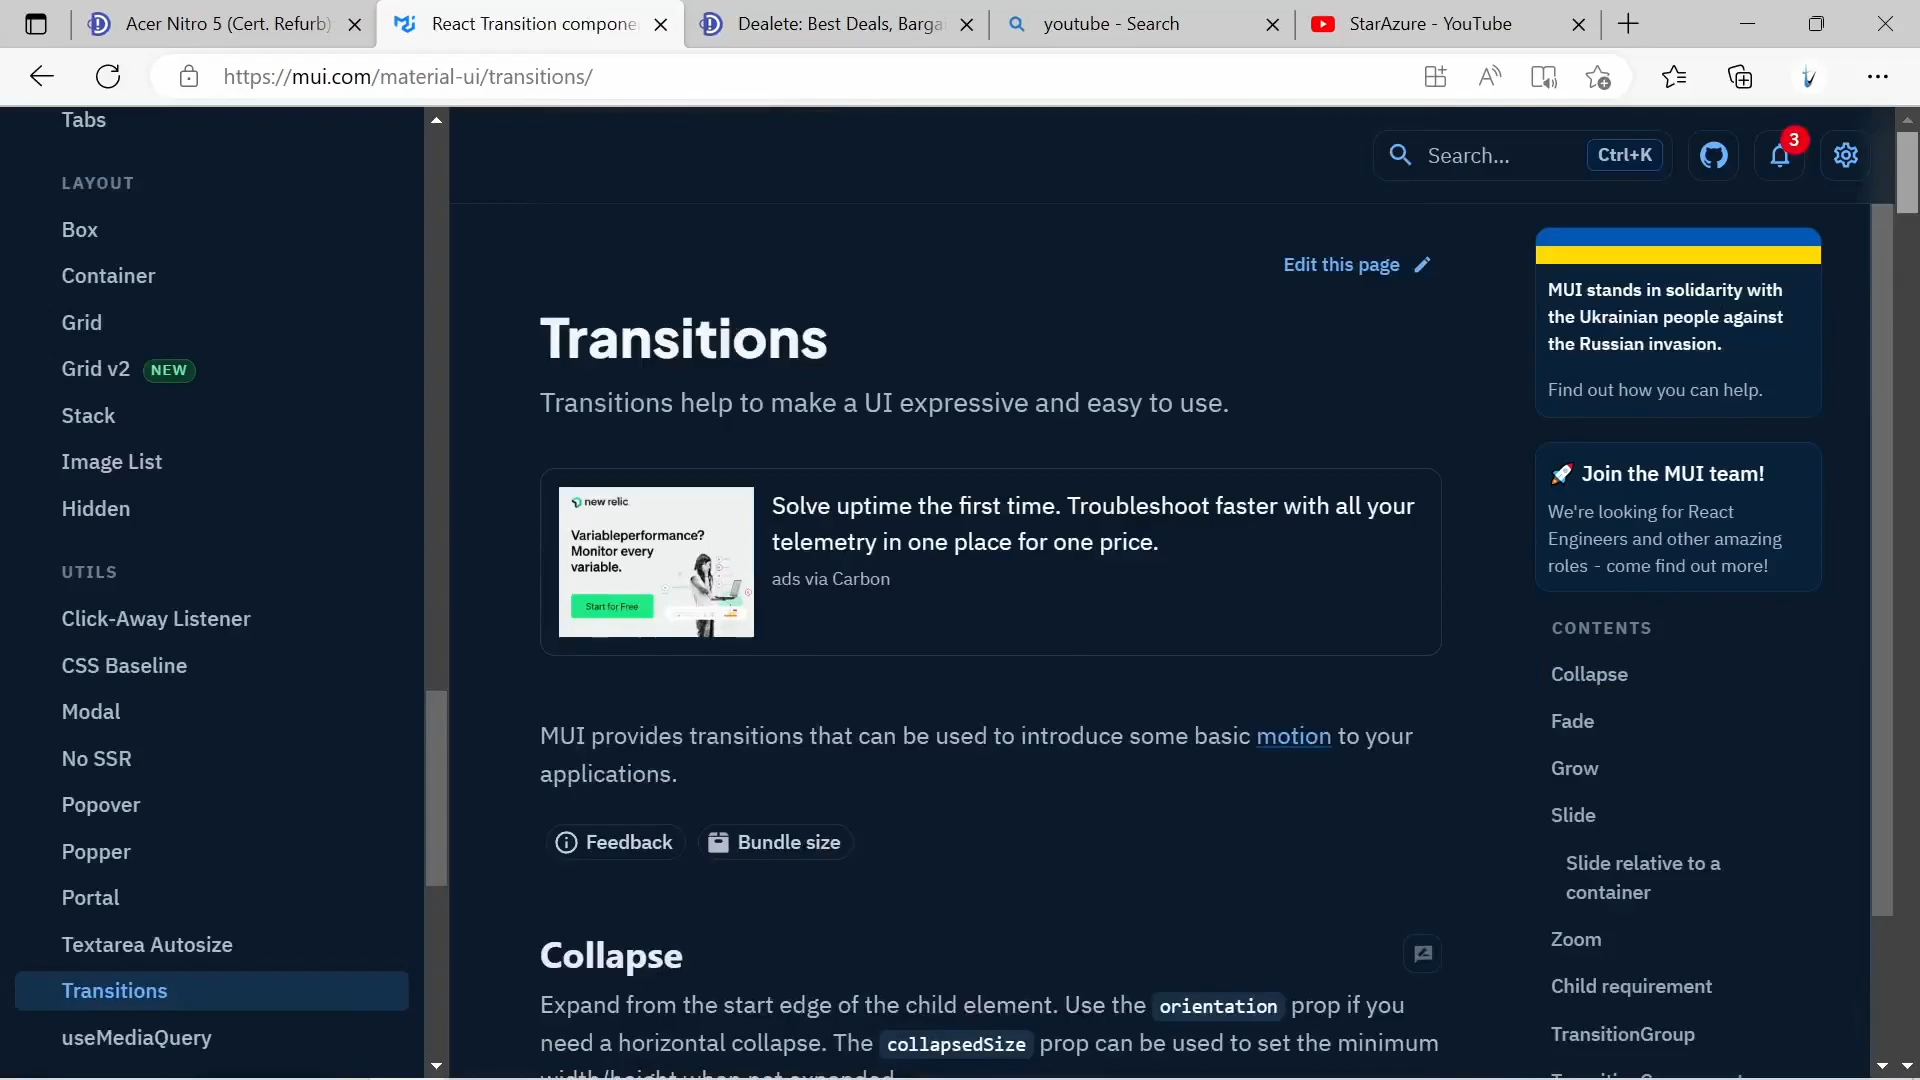 Acer Nitro 5 (Cert. Refurb)
React Transition compone
Dealete: Best Deals, Barga
youtube - Search
StarAzure - YouTube
https://mui.com/material-ui/transitions/
Tabs
LAYOUT
Box
Container
Grid
Grid v2 NEW
Stack
Image List
Hidden
UTILS
Click-Away Listener
CSS Baseline
Modal
No SSR
Popover
Popper
Portal
Textarea Autosize
Transitions
useMediaQuery
Search... Ctrl+K
3
Edit this page
Transitions
Transitions help to make a UI expressive and easy to use.
new relic
Variableperformance?
Monitor every
variable.
Start for Free
Solve uptime the first time. Troubleshoot faster with all your
telemetry in one place for one price.
ads via Carbon
MUI provides transitions that can be used to introduce some basic motion to your
applications.
Feedback
Bundle size
Collapse
Expand from the start edge of the child element. Use the orientation prop if you
need a horizontal collapse. The collapsedSize prop can be used to set the minimum
width/height when not expanded.
MUI stands in solidarity with
the Ukrainian people against
the Russian invasion.
Find out how you can help.
🚀 Join the MUI team!
We're looking for React
Engineers and other amazing
roles - come find out more!
CONTENTS
Collapse
Fade
Grow
Slide
Slide relative to a
container
Zoom
Child requirement
TransitionGroup